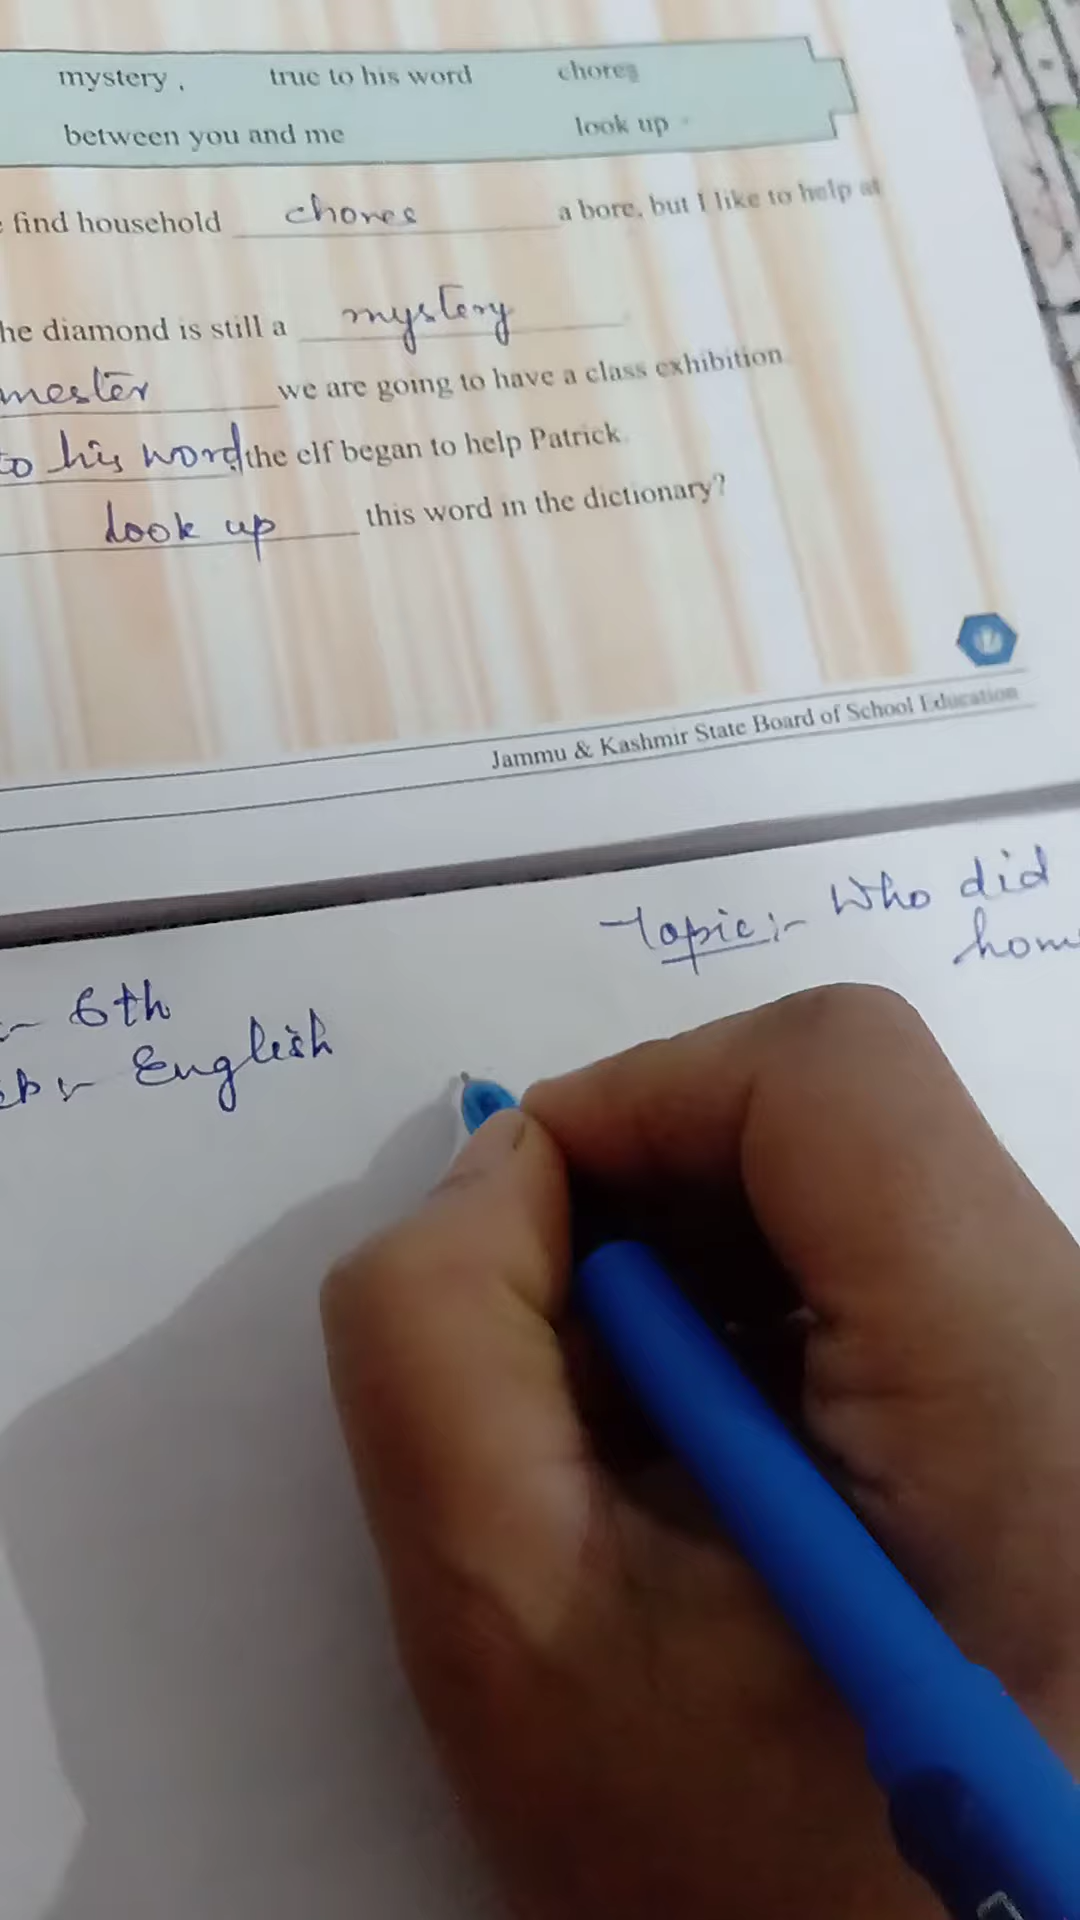 mystery, true to his word chores
between you and me look up
find household chores a bore, but I like to help at
he diamond is still a mystery
mester we are going to have a class exhibition
to his word, the elf began to help Patrick.
look up this word in the dictionary?
Jammu & Kashmir State Board of School Education
Topic:- Who did
hom
:- 6th
:- English